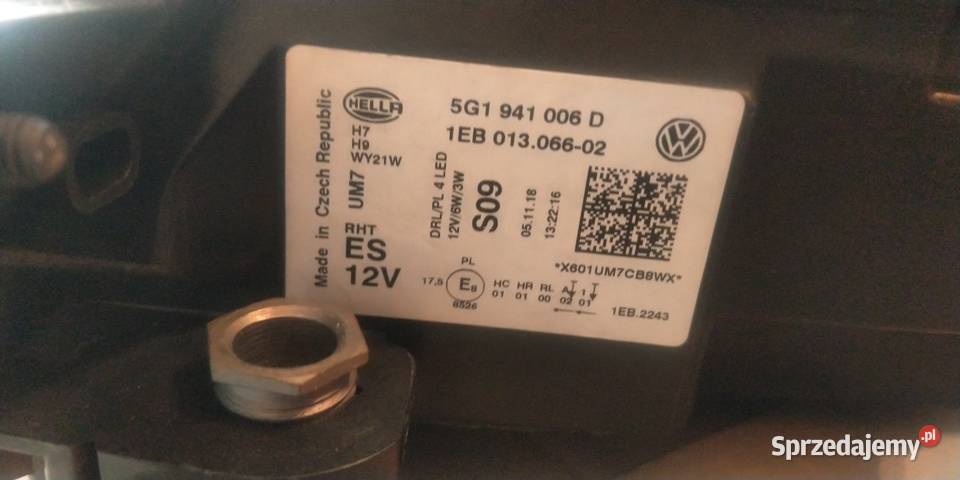 Made in Czech Republic
HELLA
5G1 941 006 D
1EB 013.066-02
H7
H9
WY21W
UM7
RHT
ES
12V
DRL/PL 4 LED
12V/6W/3W
S09
05.11.18
13:22:16
*X601UM7CB8WX*
PL
17,5 E8 HC HR RL A 1
01 01 00 02 01
8526
1EB.2243
Sprzedajemy.pl